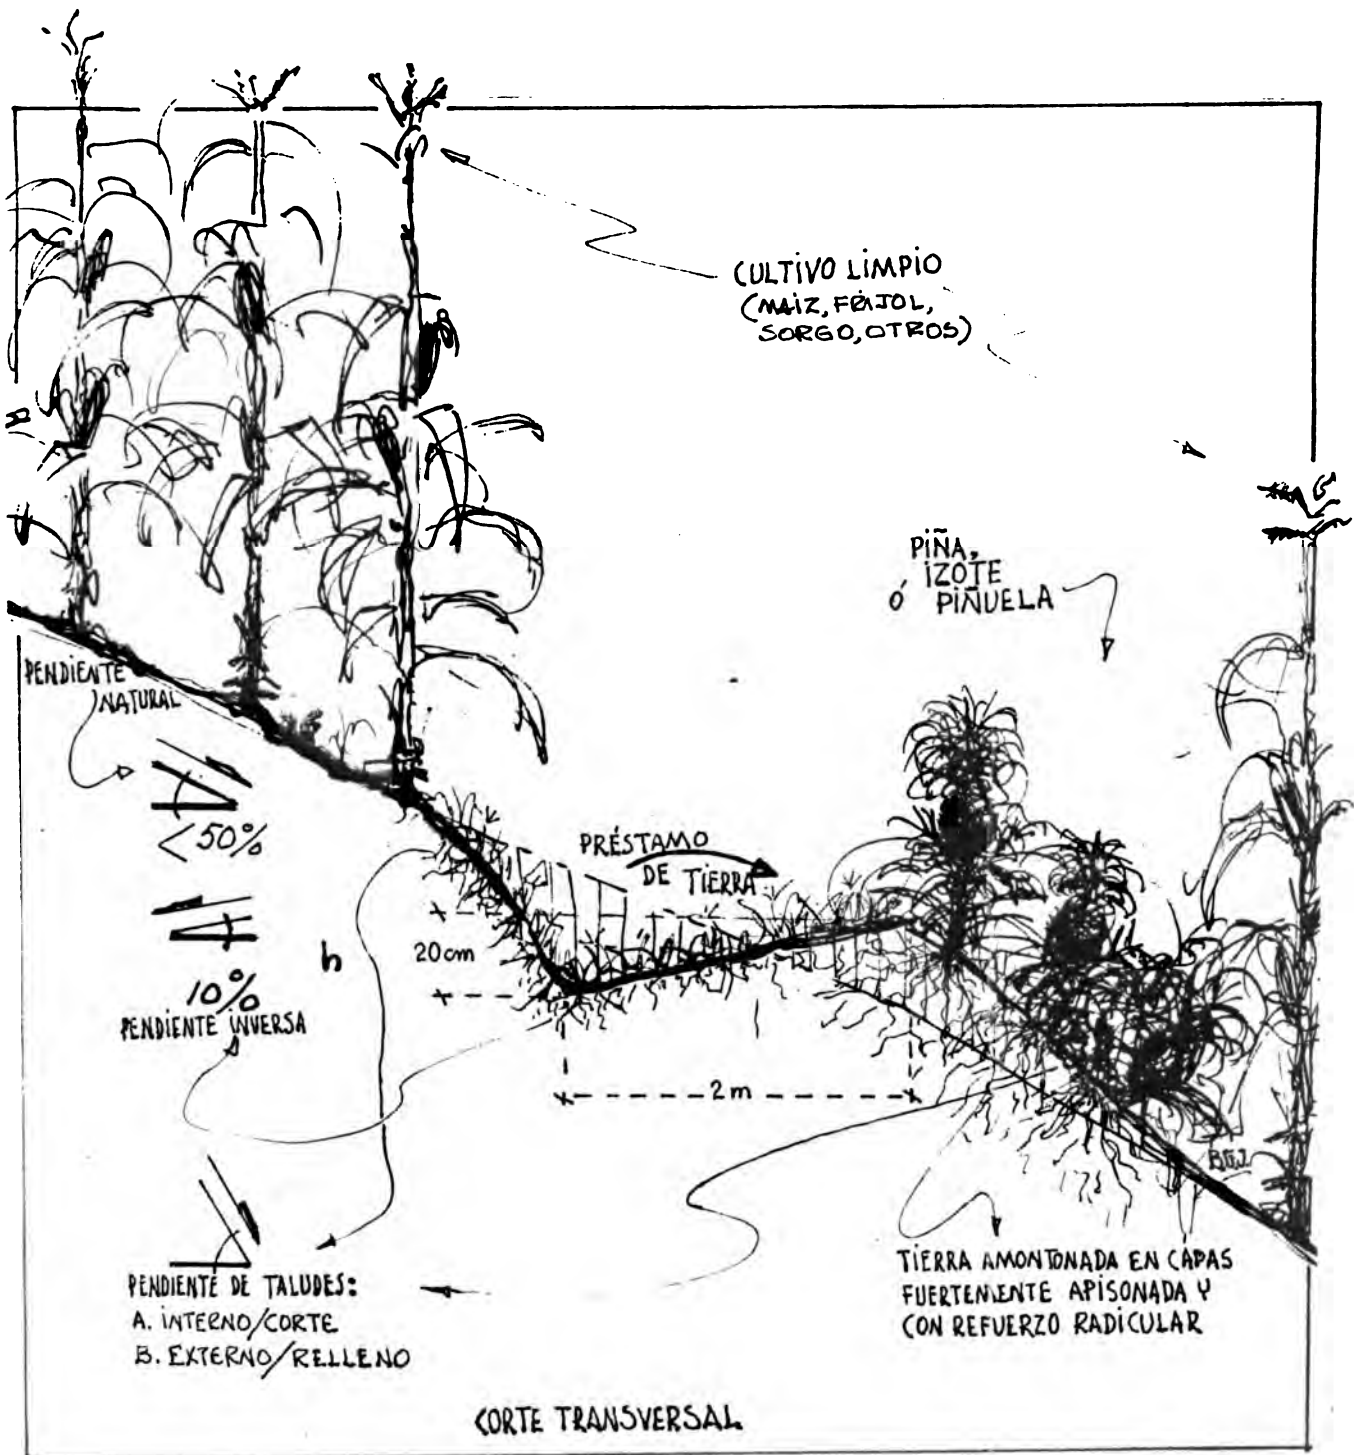 CULTIVO LIMPIO
(MAIZ, FRIJOL,
SORGO, OTROS)
PIÑA,
IZOTE
Ó PIÑUELA
PENDIENTE
NATURAL
<50%
PRÉSTAMO
DE TIERRA
20cm
h
10%
PENDIENTE INVERSA
2m
PENDIENTE DE TALUDES:
A. INTERNO/CORTE
B. EXTERNO/RELLENO
TIERRA AMONTONADA EN CAPAS
FUERTEMENTE APISONADA Y
CON REFUERZO RADICULAR
CORTE TRANSVERSAL